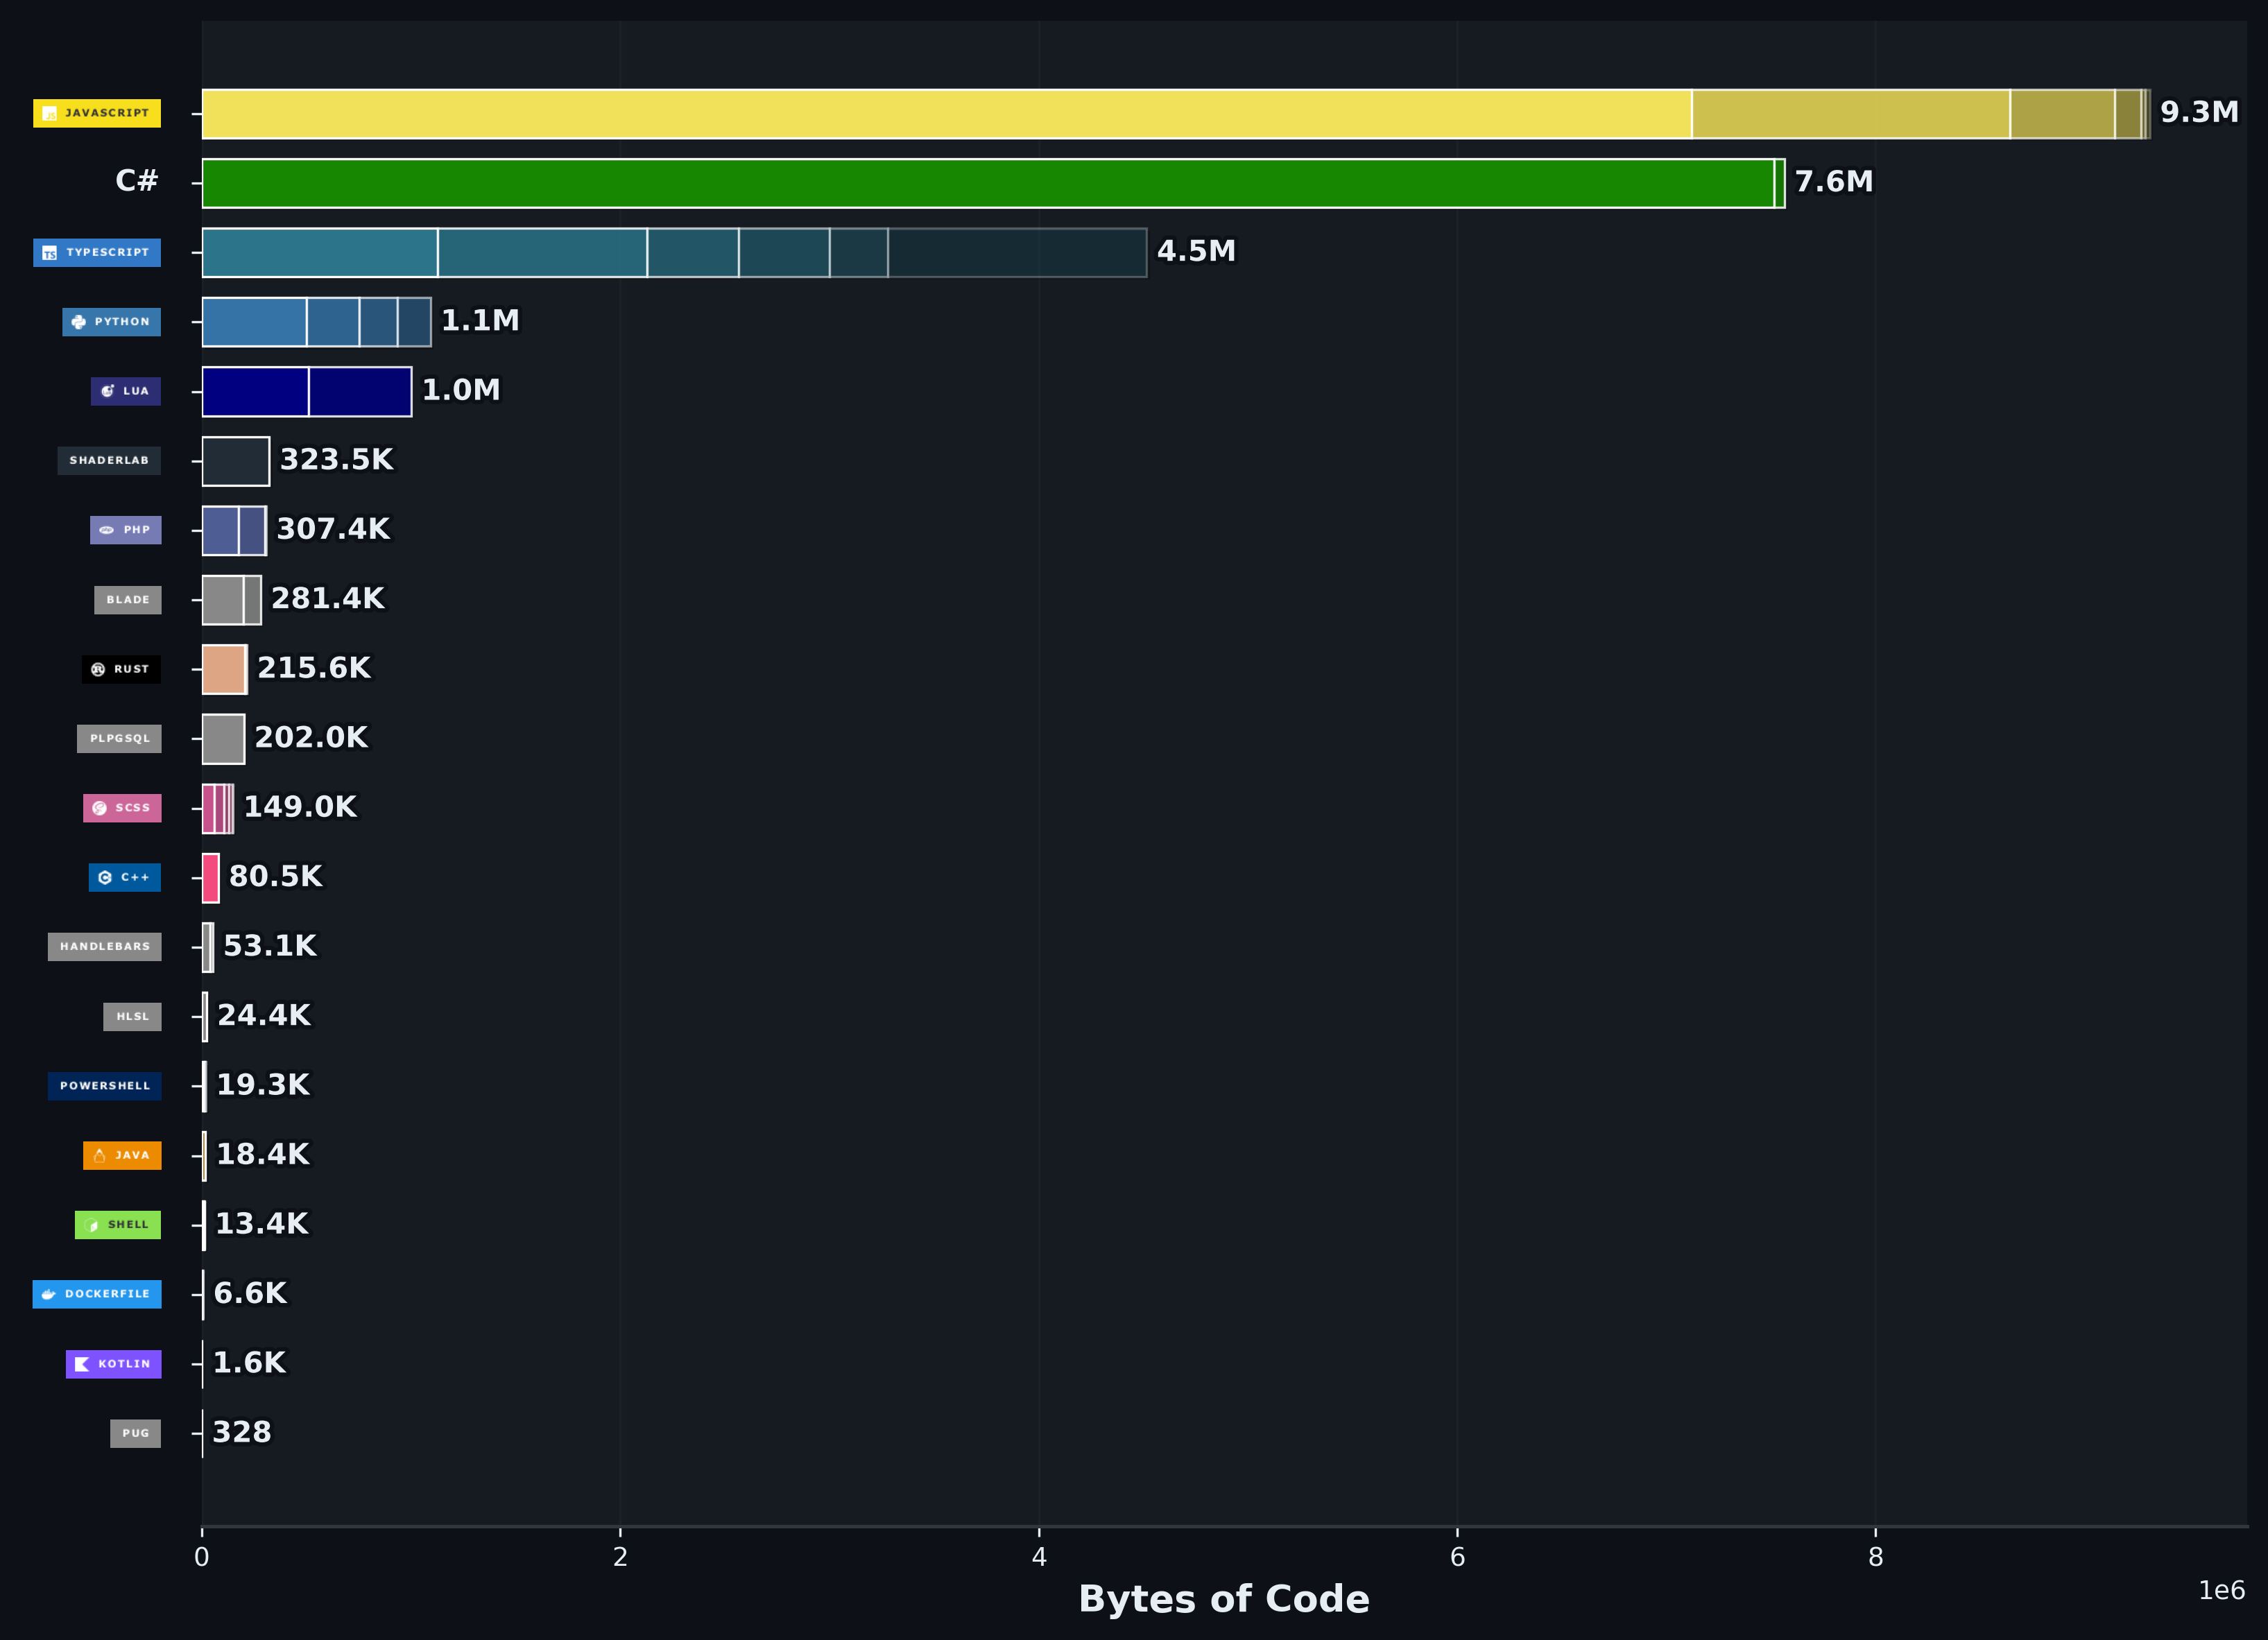 JAVASCRIPT 9.3M
C# 7.6M
TYPESCRIPT 4.5M
PYTHON 1.1M
LUA 1.0M
SHADERLAB 323.5K
PHP 307.4K
BLADE 281.4K
RUST 215.6K
PLPGSQL 202.0K
SCSS 149.0K
C++ 80.5K
HANDLEBARS 53.1K
HLSL 24.4K
POWERSHELL 19.3K
JAVA 18.4K
SHELL 13.4K
DOCKERFILE 6.6K
KOTLIN 1.6K
PUG 328
0 2 4 6 8
1e6
Bytes of Code